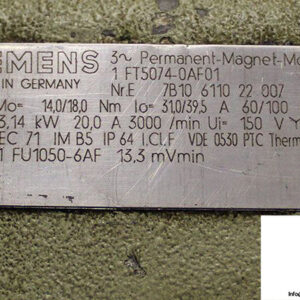 SIEMENS 3~ Permanent-Magnet-Mo
IN GERMANY 1 FT5074-0AF01
Nr.E 7B10 6110 22 007
Mo= 14,0/18,0 Nm Io= 31,0/39,5 A 60/100
3,14 kW 20,0 A 3000 /min Ui= 150 V Y
EC 71 IM B5 IP 64 I.CL.F VDE 0530 PTC Therm
1 FU1050-6AF 13,3 mVmin